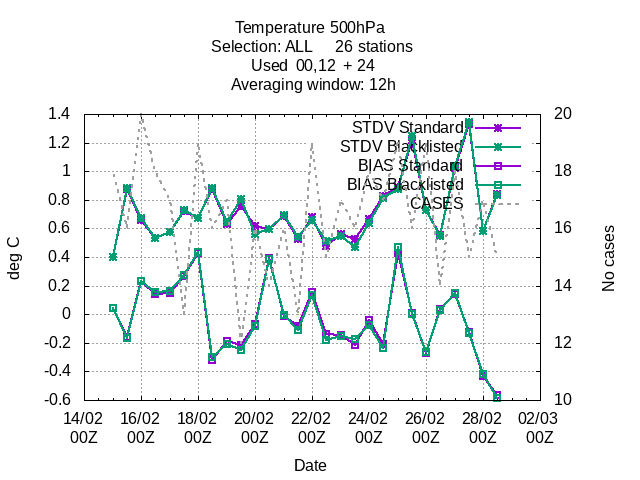 Temperature 500hPa
Selection: ALL 26 stations
Used 00,12 + 24
Averaging window: 12h
STDV Standard
STDV Blacklisted
BIAS Standard
BIAS Blacklisted
CASES
deg C
1.4
1.2
1
0.8
0.6
0.4
0.2
0
-0.2
-0.4
-0.6
No cases
20
18
16
14
12
10
14/02 16/02 18/02 20/02 22/02 24/02 26/02 28/02 02/03
00Z 00Z 00Z 00Z 00Z 00Z 00Z 00Z 00Z
Date